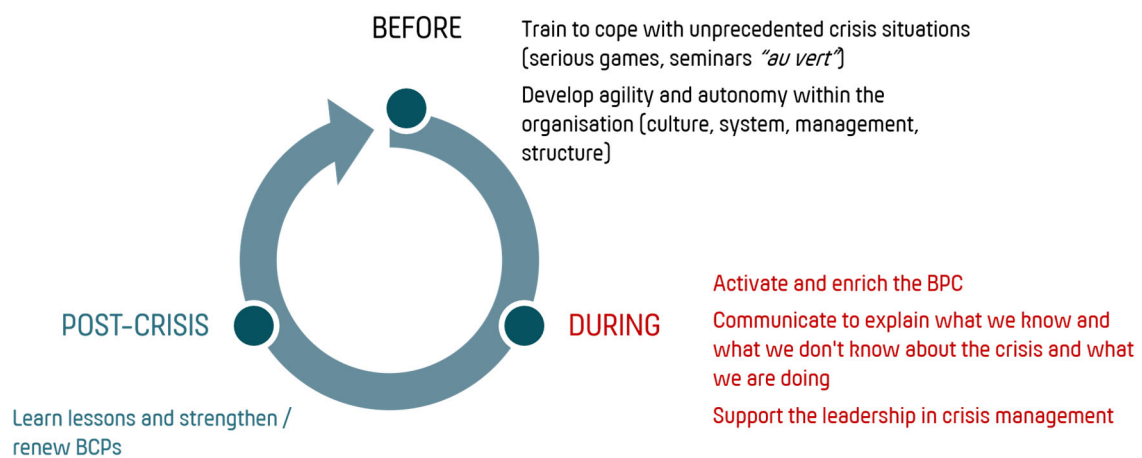 BEFORE
Train to cope with unprecedented crisis situations
(serious games, seminars “au vert”)
Develop agility and autonomy within the
organisation (culture, system, management,
structure)
DURING
Activate and enrich the BPC
Communicate to explain what we know and
what we don't know about the crisis and what
we are doing
Support the leadership in crisis management
POST-CRISIS
Learn lessons and strengthen /
renew BCPs